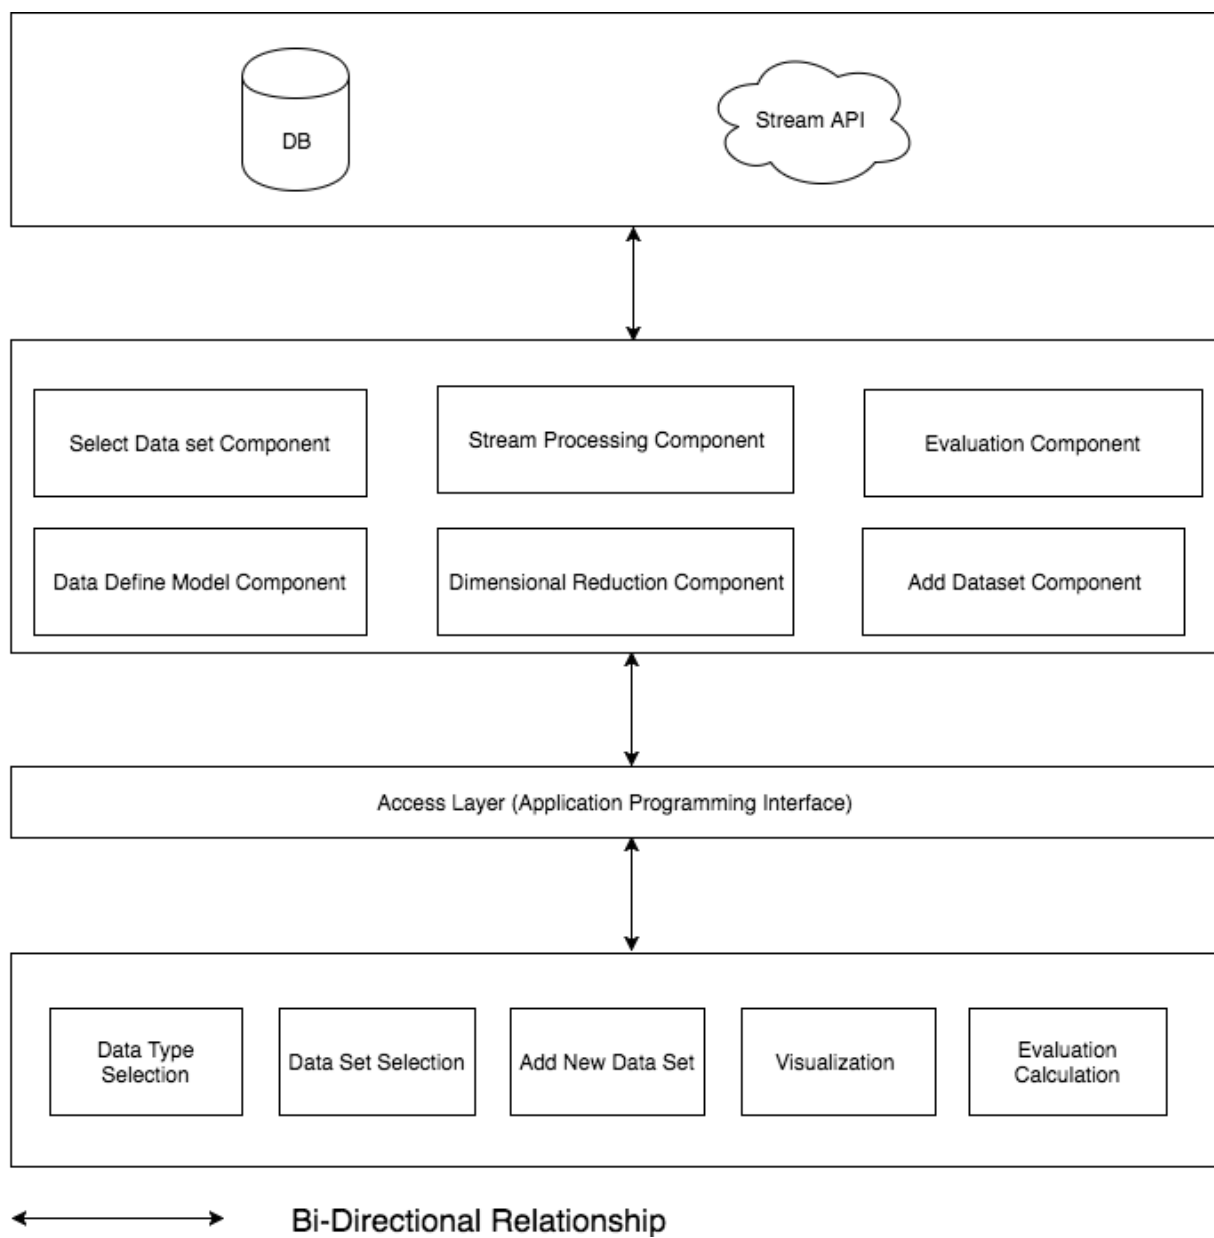 DB
Stream API
Select Data set Component
Stream Processing Component
Evaluation Component
Data Define Model Component
Dimensional Reduction Component
Add Dataset Component
Access Layer (Application Programming Interface)
Data Type
Selection
Data Set Selection
Add New Data Set
Visualization
Evaluation
Calculation
Bi-Directional Relationship